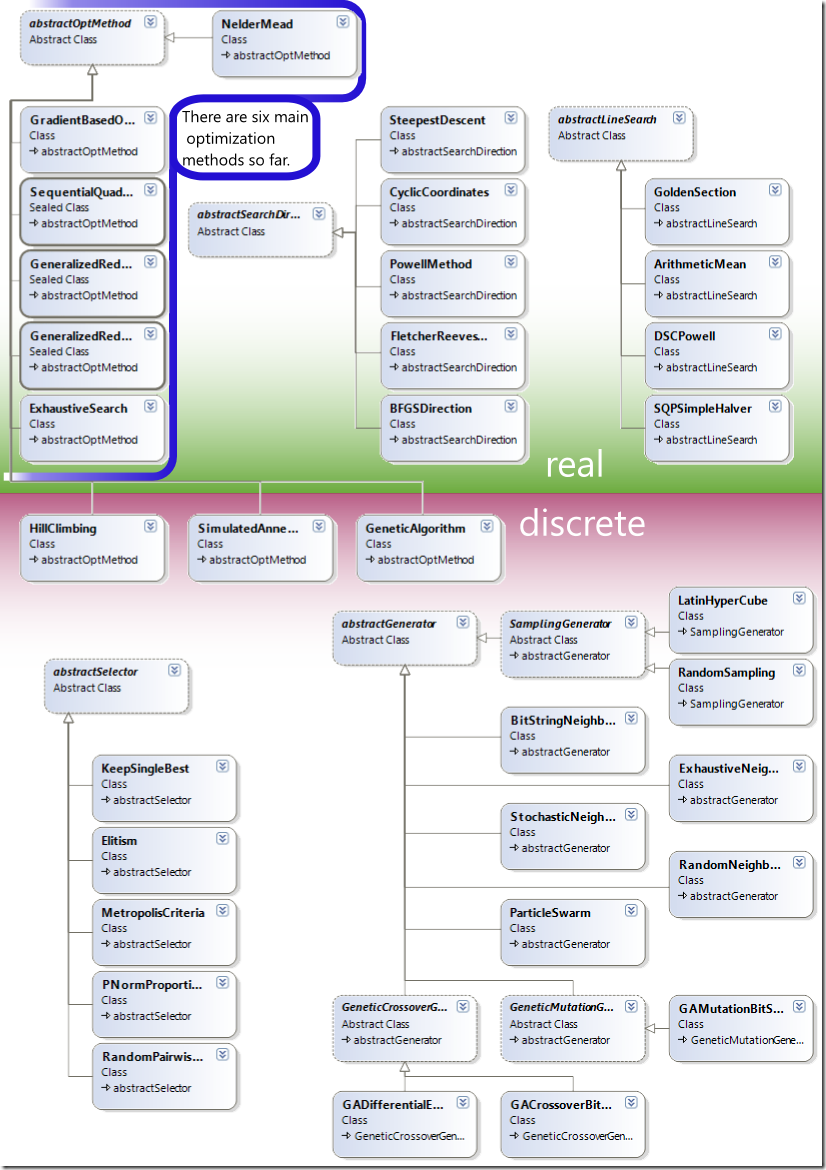 abstractOptMethod
Abstract Class
NelderMead
Class
abstractOptMethod
GradientBasedO...
Class
abstractOptMethod
There are six main
optimization
methods so far.
SequentialQuad...
Sealed Class
abstractOptMethod
GeneralizedRed...
Sealed Class
abstractOptMethod
GeneralizedRed...
Sealed Class
abstractOptMethod
ExhaustiveSearch
Class
abstractOptMethod
abstractSearchDir...
Abstract Class
SteepestDescent
Class
abstractSearchDirection
CyclicCoordinates
Class
abstractSearchDirection
PowellMethod
Class
abstractSearchDirection
FletcherReeves...
Class
abstractSearchDirection
BFGSDirection
Class
abstractSearchDirection
abstractLineSearch
Abstract Class
GoldenSection
Class
abstractLineSearch
ArithmeticMean
Class
abstractLineSearch
DSCPowell
Class
abstractLineSearch
SQPSimpleHalver
Class
abstractLineSearch
real
discrete
HillClimbing
Class
abstractOptMethod
SimulatedAnne...
Class
abstractOptMethod
GeneticAlgorithm
Class
abstractOptMethod
abstractSelector
Abstract Class
KeepSingleBest
Class
abstractSelector
Elitism
Class
abstractSelector
MetropolisCriteria
Class
abstractSelector
PNormProporti...
Class
abstractSelector
RandomPairwis...
Class
abstractSelector
abstractGenerator
Abstract Class
SamplingGenerator
Abstract Class
abstractGenerator
LatinHyperCube
Class
SamplingGenerator
RandomSampling
Class
SamplingGenerator
BitStringNeighb...
Class
abstractGenerator
ExhaustiveNeig...
Class
abstractGenerator
StochasticNeigh...
Class
abstractGenerator
RandomNeighb...
Class
abstractGenerator
ParticleSwarm
Class
abstractGenerator
GeneticCrossoverG...
Abstract Class
abstractGenerator
GeneticMutationG...
Abstract Class
abstractGenerator
GAMutationBitS...
Class
GeneticMutationGene...
GADifferentialE...
Class
GeneticCrossoverGen...
GACrossoverBit...
Class
GeneticCrossoverGen...